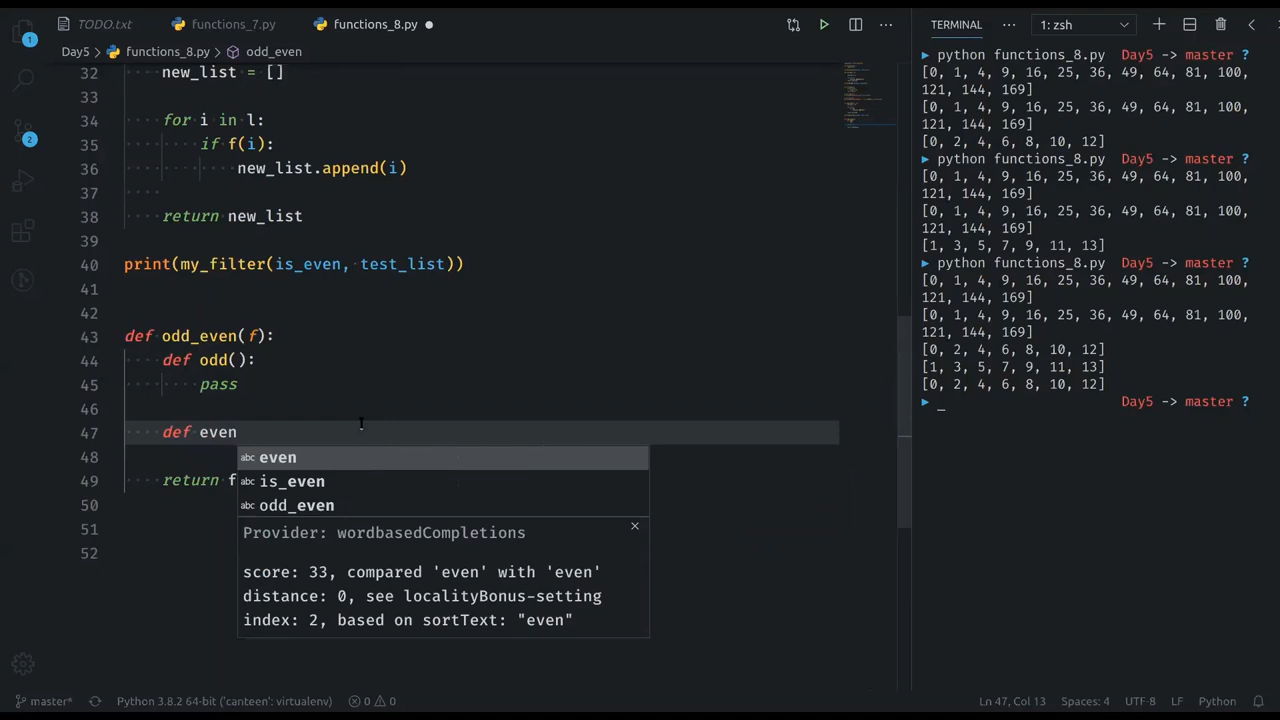 TODO.txt functions_7.py functions_8.py
Day5 > functions_8.py > odd_even
32 new_list = []
33
34 for i in l:
35 if f(i):
36 new_list.append(i)
37
38 return new_list
39
40 print(my_filter(is_even, test_list))
41
42
43 def odd_even(f):
44 def odd():
45 pass
46
47 def even
48
49 return f
50
51
52
abc even
abc is_even
abc odd_even
Provider: wordbasedCompletions
score: 33, compared 'even' with 'even'
distance: 0, see localityBonus-setting
index: 2, based on sortText: "even"
1
2
TERMINAL 1: zsh
python functions_8.py Day5 -> master ?
[0, 1, 4, 9, 16, 25, 36, 49, 64, 81, 100,
121, 144, 169]
[0, 1, 4, 9, 16, 25, 36, 49, 64, 81, 100,
121, 144, 169]
[0, 2, 4, 6, 8, 10, 12]
python functions_8.py Day5 -> master ?
[0, 1, 4, 9, 16, 25, 36, 49, 64, 81, 100,
121, 144, 169]
[0, 1, 4, 9, 16, 25, 36, 49, 64, 81, 100,
121, 144, 169]
[1, 3, 5, 7, 9, 11, 13]
python functions_8.py Day5 -> master ?
[0, 1, 4, 9, 16, 25, 36, 49, 64, 81, 100,
121, 144, 169]
[0, 1, 4, 9, 16, 25, 36, 49, 64, 81, 100,
121, 144, 169]
[0, 2, 4, 6, 8, 10, 12]
[1, 3, 5, 7, 9, 11, 13]
[0, 2, 4, 6, 8, 10, 12]
_ Day5 -> master ?
master* Python 3.8.2 64-bit ('canteen': virtualenv) 0 0 Ln 47, Col 13 Spaces: 4 UTF-8 LF Python